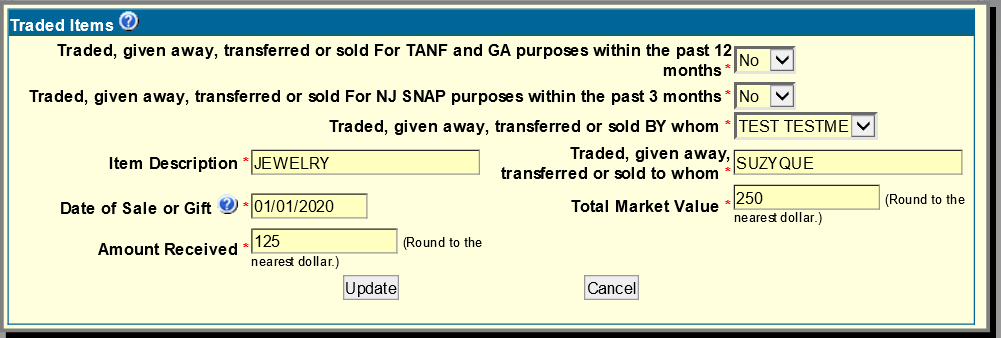 Traded Items ?
Traded, given away, transferred or sold For TANF and GA purposes within the past 12
months * No
Traded, given away, transferred or sold For NJ SNAP purposes within the past 3 months * No
Traded, given away, transferred or sold BY whom * TEST TESTME
Item Description * JEWELRY
Traded, given away,
transferred or sold to whom * SUZYQUE
Date of Sale or Gift ? * 01/01/2020
Total Market Value * 250 (Round to the
nearest dollar.)
Amount Received * 125 (Round to the
nearest dollar.)
Update Cancel